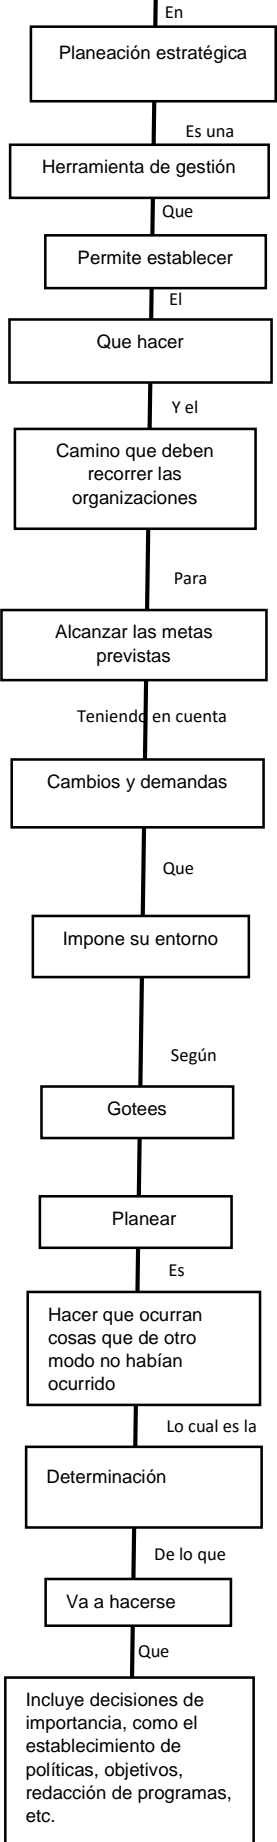 En
Planeación estratégica
Es una
Herramienta de gestión
Que
Permite establecer
El
Que hacer
Y el
Camino que deben
recorrer las
organizaciones
Para
Alcanzar las metas
previstas
Teniendo en cuenta
Cambios y demandas
Que
Impone su entorno
Según
Gotees
Planear
Es
Hacer que ocurran
cosas que de otro
modo no habían
ocurrido
Lo cual es la
Determinación
De lo que
Va a hacerse
Que
Incluye decisiones de
importancia, como el
establecimiento de
políticas, objetivos,
redacción de programas,
etc.